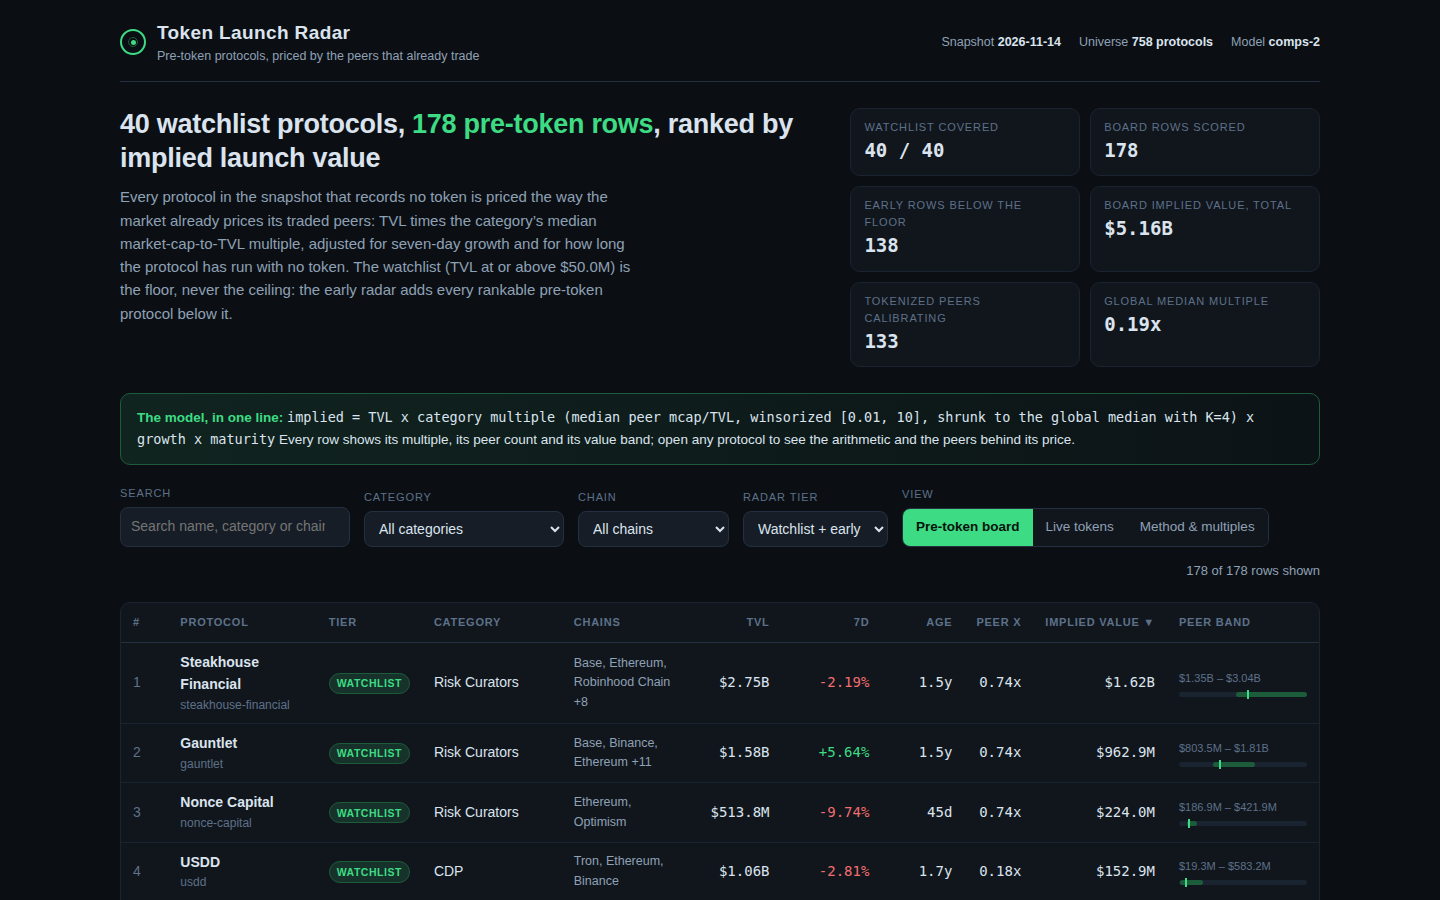 Token Launch Radar
Pre-token protocols, priced by the peers that already trade
Snapshot 2026-11-14 Universe 758 protocols Model comps-2
40 watchlist protocols, 178 pre-token rows, ranked by
implied launch value
Every protocol in the snapshot that records no token is priced the way the
market already prices its traded peers: TVL times the category’s median
market-cap-to-TVL multiple, adjusted for seven-day growth and for how long
the protocol has run with no token. The watchlist (TVL at or above $50.0M) is
the floor, never the ceiling: the early radar adds every rankable pre-token
protocol below it.
WATCHLIST COVERED
40 / 40
BOARD ROWS SCORED
178
EARLY ROWS BELOW THE
FLOOR
138
BOARD IMPLIED VALUE, TOTAL
$5.16B
TOKENIZED PEERS
CALIBRATING
133
GLOBAL MEDIAN MULTIPLE
0.19x
The model, in one line: implied = TVL x category multiple (median peer mcap/TVL, winsorized [0.01, 10], shrunk to the global median with K=4) x
growth x maturity Every row shows its multiple, its peer count and its value band; open any protocol to see the arithmetic and the peers behind its price.
SEARCH
Search name, category or chain
CATEGORY
All categories
CHAIN
All chains
RADAR TIER
Watchlist + early
VIEW
Pre-token board Live tokens Method & multiples
178 of 178 rows shown
# PROTOCOL TIER CATEGORY CHAINS TVL 7D AGE PEER X IMPLIED VALUE ▼ PEER BAND
1 Steakhouse
Financial
steakhouse-financial
WATCHLIST
Risk Curators
Base, Ethereum,
Robinhood Chain
+8
$2.75B -2.19% 1.5y 0.74x $1.62B $1.35B – $3.04B
2 Gauntlet
gauntlet
WATCHLIST
Risk Curators
Base, Binance,
Ethereum +11
$1.58B +5.64% 1.5y 0.74x $962.9M $803.5M – $1.81B
3 Nonce Capital
nonce-capital
WATCHLIST
Risk Curators
Ethereum,
Optimism
$513.8M -9.74% 45d 0.74x $224.0M $186.9M – $421.9M
4 USDD
usdd
WATCHLIST
CDP
Tron, Ethereum,
Binance
$1.06B -2.81% 1.7y 0.18x $152.9M $19.3M – $583.2M